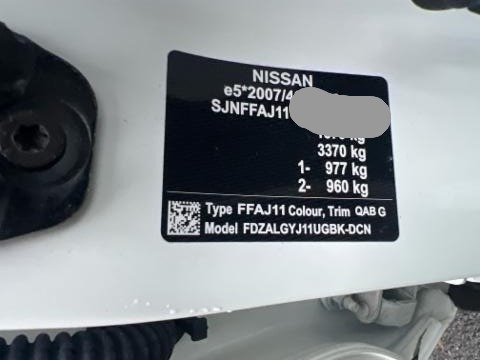 NISSAN
e5*2007/4
SJNFFAJ11
kg
3370 kg
1- 977 kg
2- 960 kg
Type FFAJ11 Colour, Trim QAB G
Model FDZALGYJ11UGBK-DCN